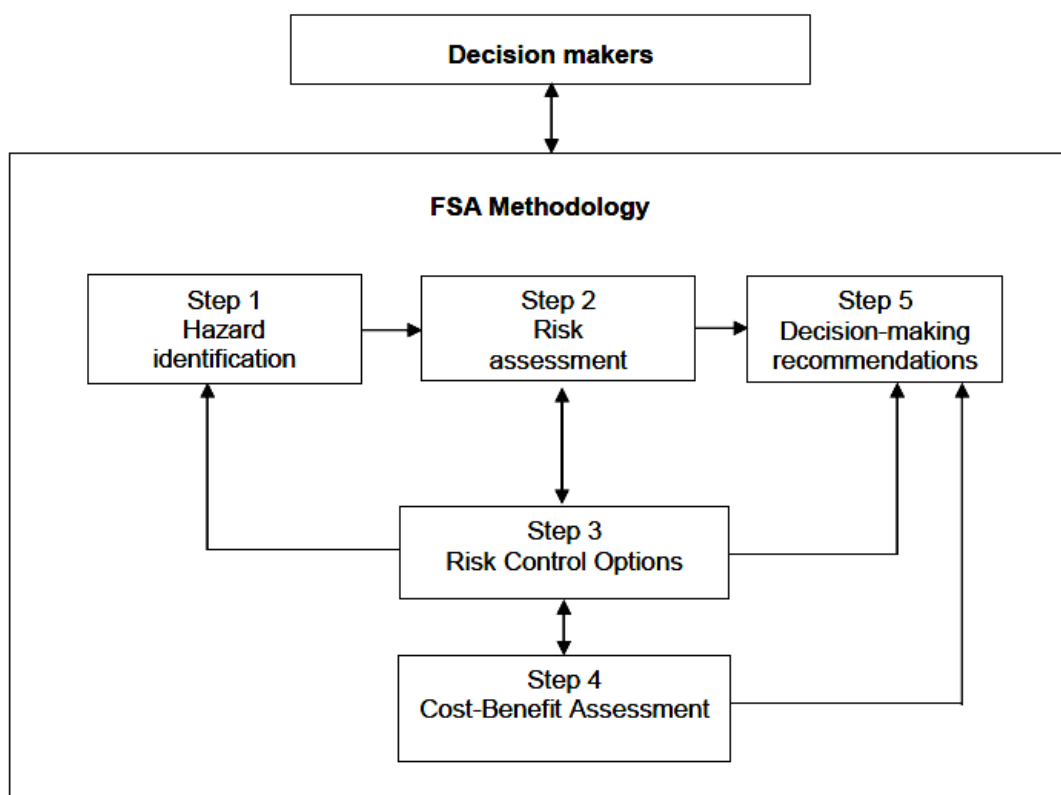 Decision makers
FSA Methodology
Step 1
Hazard
identification
Step 2
Risk
assessment
Step 5
Decision-making
recommendations
Step 3
Risk Control Options
Step 4
Cost-Benefit Assessment